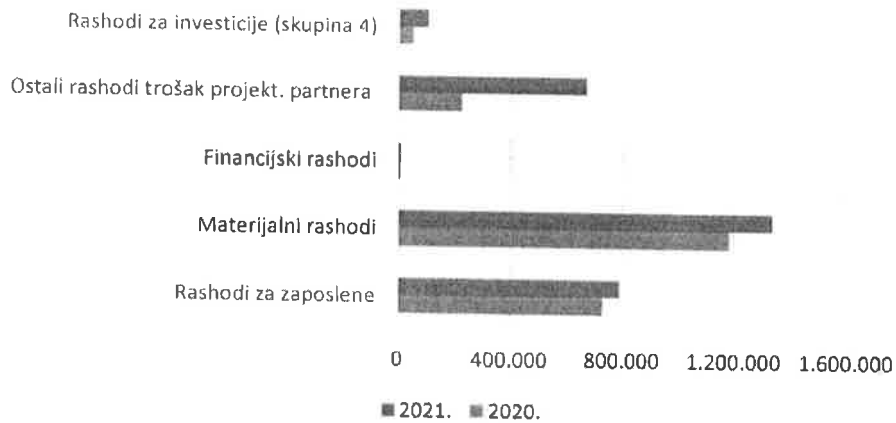 Rashodi za investicije (skupina 4)
Ostali rashodi trošak projekt. partnera
Financijski rashodi
Materijalni rashodi
Rashodi za zaposlene
0 400.000 800.000 1.200.000 1.600.000
2021. 2020.